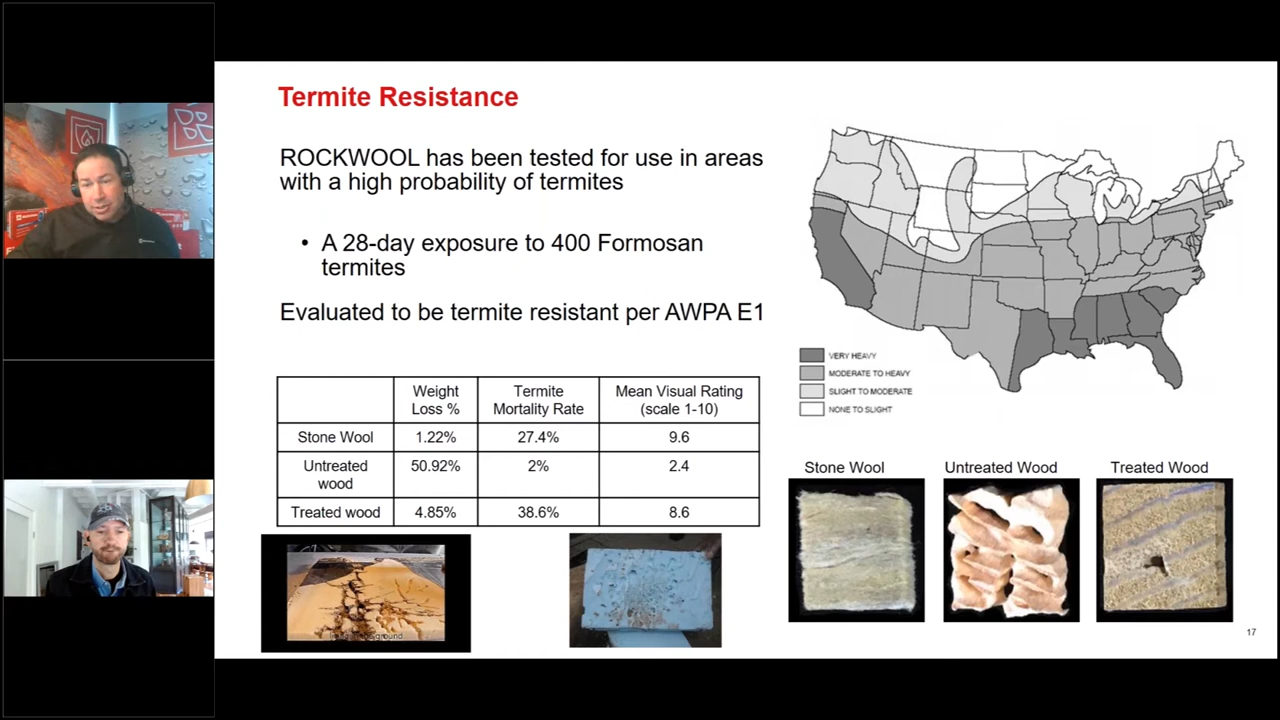 Termite Resistance
ROCKWOOL has been tested for use in areas
with a high probability of termites
• A 28-day exposure to 400 Formosan
termites
Evaluated to be termite resistant per AWPA E1
Weight Loss % Termite Mortality Rate Mean Visual Rating (scale 1-10)
Stone Wool 1.22% 27.4% 9.6
Untreated wood 50.92% 2% 2.4
Treated wood 4.85% 38.6% 8.6
VERY HEAVY
MODERATE TO HEAVY
SLIGHT TO MODERATE
NONE TO SLIGHT
Stone Wool Untreated Wood Treated Wood
ground
17